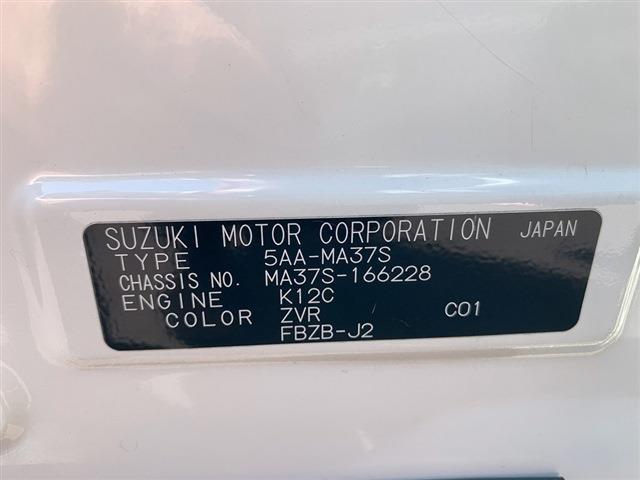 SUZUKI MOTOR CORPORATION JAPAN
TYPE 5AA-MA37S
CHASSIS NO. MA37S-166228
ENGINE K12C
COLOR ZVR C01
FBZB-J2